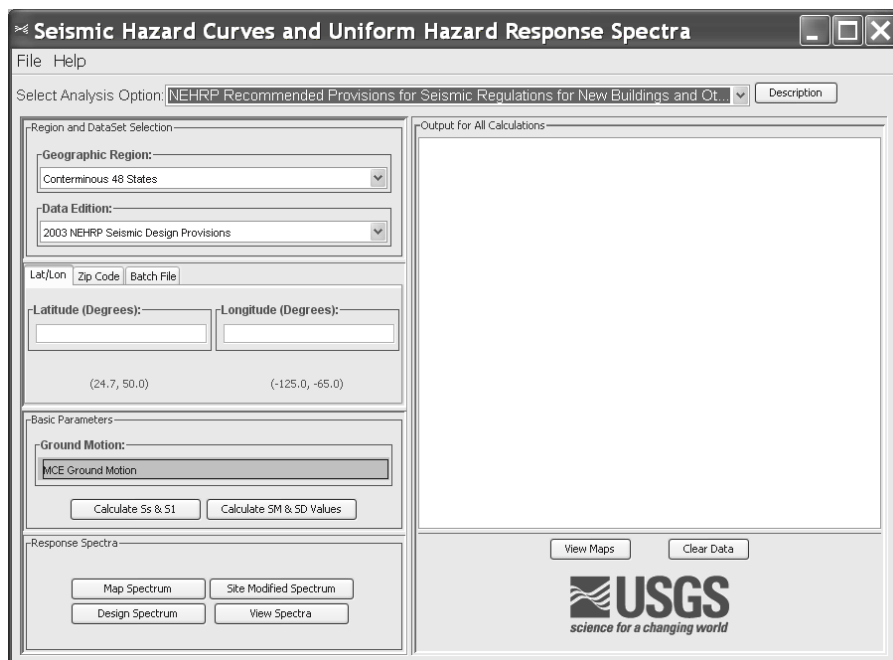 Seismic Hazard Curves and Uniform Hazard Response Spectra
File Help
Select Analysis Option: NEHRP Recommended Provisions for Seismic Regulations for New Buildings and Ot... Description
Region and DataSet Selection
Geographic Region:
Conterminous 48 States
Data Edition:
2003 NEHRP Seismic Design Provisions
Lat/Lon Zip Code Batch File
Latitude (Degrees): Longitude (Degrees):
(24.7, 50.0) (-125.0, -65.0)
Basic Parameters
Ground Motion:
MCE Ground Motion
Calculate Ss & S1 Calculate SM & SD Values
Response Spectra
Map Spectrum Site Modified Spectrum
Design Spectrum View Spectra
Output for All Calculations
View Maps Clear Data
USGS
science for a changing world